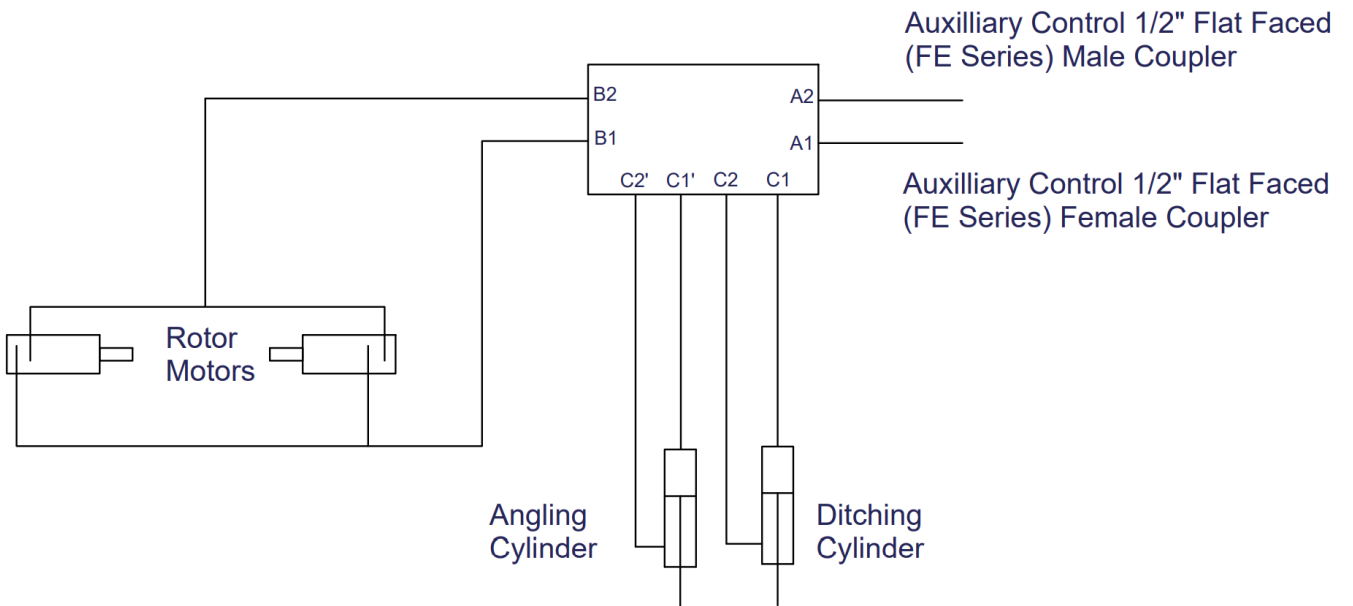 Auxilliary Control 1/2" Flat Faced
(FE Series) Male Coupler
B2
A2
B1
A1
C2' C1' C2 C1
Auxilliary Control 1/2" Flat Faced
(FE Series) Female Coupler
Rotor
Motors
Angling
Cylinder
Ditching
Cylinder